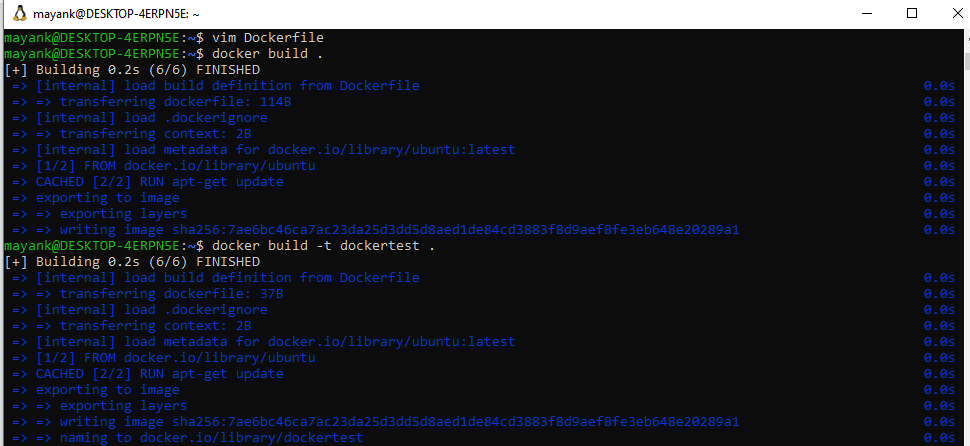 mayank@DESKTOP-4ERPN5E: ~
mayank@DESKTOP-4ERPN5E:~$ vim Dockerfile
mayank@DESKTOP-4ERPN5E:~$ docker build .
[+] Building 0.2s (6/6) FINISHED
=> [internal] load build definition from Dockerfile 0.0s
=> => transferring dockerfile: 114B 0.0s
=> [internal] load .dockerignore 0.0s
=> => transferring context: 2B 0.0s
=> [internal] load metadata for docker.io/library/ubuntu:latest 0.0s
=> [1/2] FROM docker.io/library/ubuntu 0.0s
=> CACHED [2/2] RUN apt-get update 0.0s
=> exporting to image 0.0s
=> => exporting layers 0.0s
=> => writing image sha256:7ae6bc46ca7ac23da25d3dd5d8aed1de84cd3883f8d9aef8fe3eb648e20289a1 0.0s
mayank@DESKTOP-4ERPN5E:~$ docker build -t dockertest .
[+] Building 0.2s (6/6) FINISHED
=> [internal] load build definition from Dockerfile 0.0s
=> => transferring dockerfile: 37B 0.0s
=> [internal] load .dockerignore 0.0s
=> => transferring context: 2B 0.0s
=> [internal] load metadata for docker.io/library/ubuntu:latest 0.0s
=> [1/2] FROM docker.io/library/ubuntu 0.0s
=> CACHED [2/2] RUN apt-get update 0.0s
=> exporting to image 0.0s
=> => exporting layers 0.0s
=> => writing image sha256:7ae6bc46ca7ac23da25d3dd5d8aed1de84cd3883f8d9aef8fe3eb648e20289a1 0.0s
=> => naming to docker.io/library/dockertest 0.0s